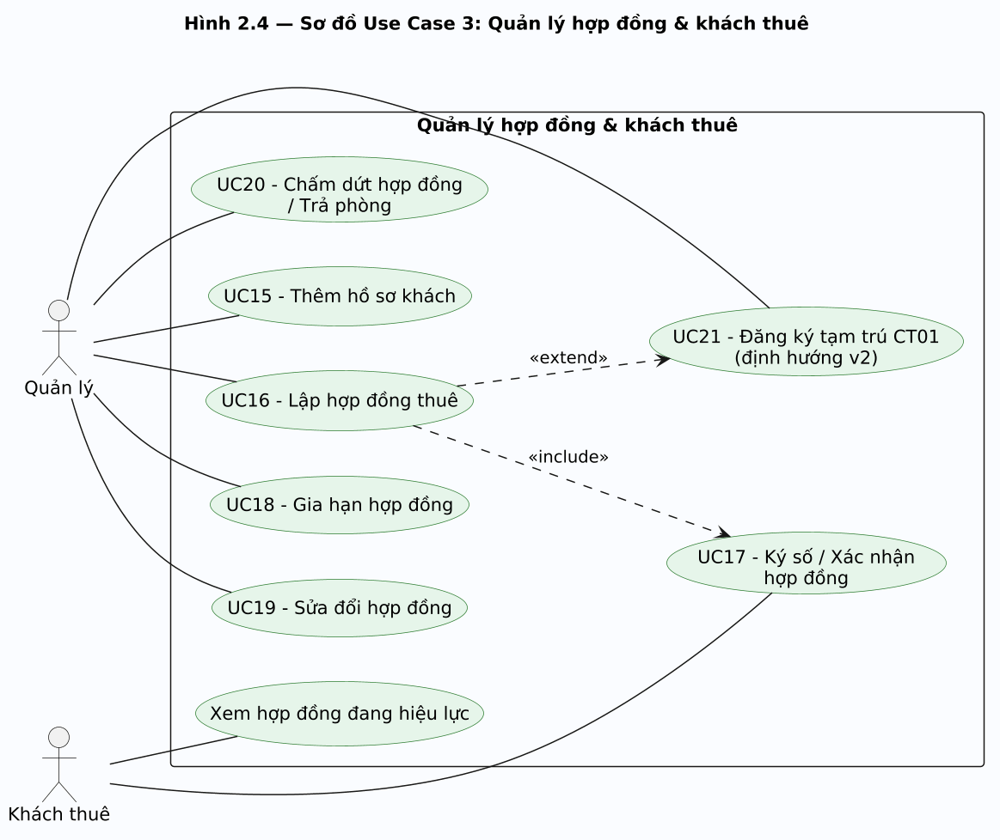 Hình 2.4 — Sơ đồ Use Case 3: Quản lý hợp đồng & khách thuê
Quản lý hợp đồng & khách thuê
UC20 - Chấm dứt hợp đồng
/ Trả phòng
UC15 - Thêm hồ sơ khách
UC21 - Đăng ký tạm trú CT01
(định hướng v2)
«extend»
Quản lý
UC16 - Lập hợp đồng thuê
«include»
UC18 - Gia hạn hợp đồng
UC17 - Ký số / Xác nhận
hợp đồng
UC19 - Sửa đổi hợp đồng
Xem hợp đồng đang hiệu lực
Khách thuê